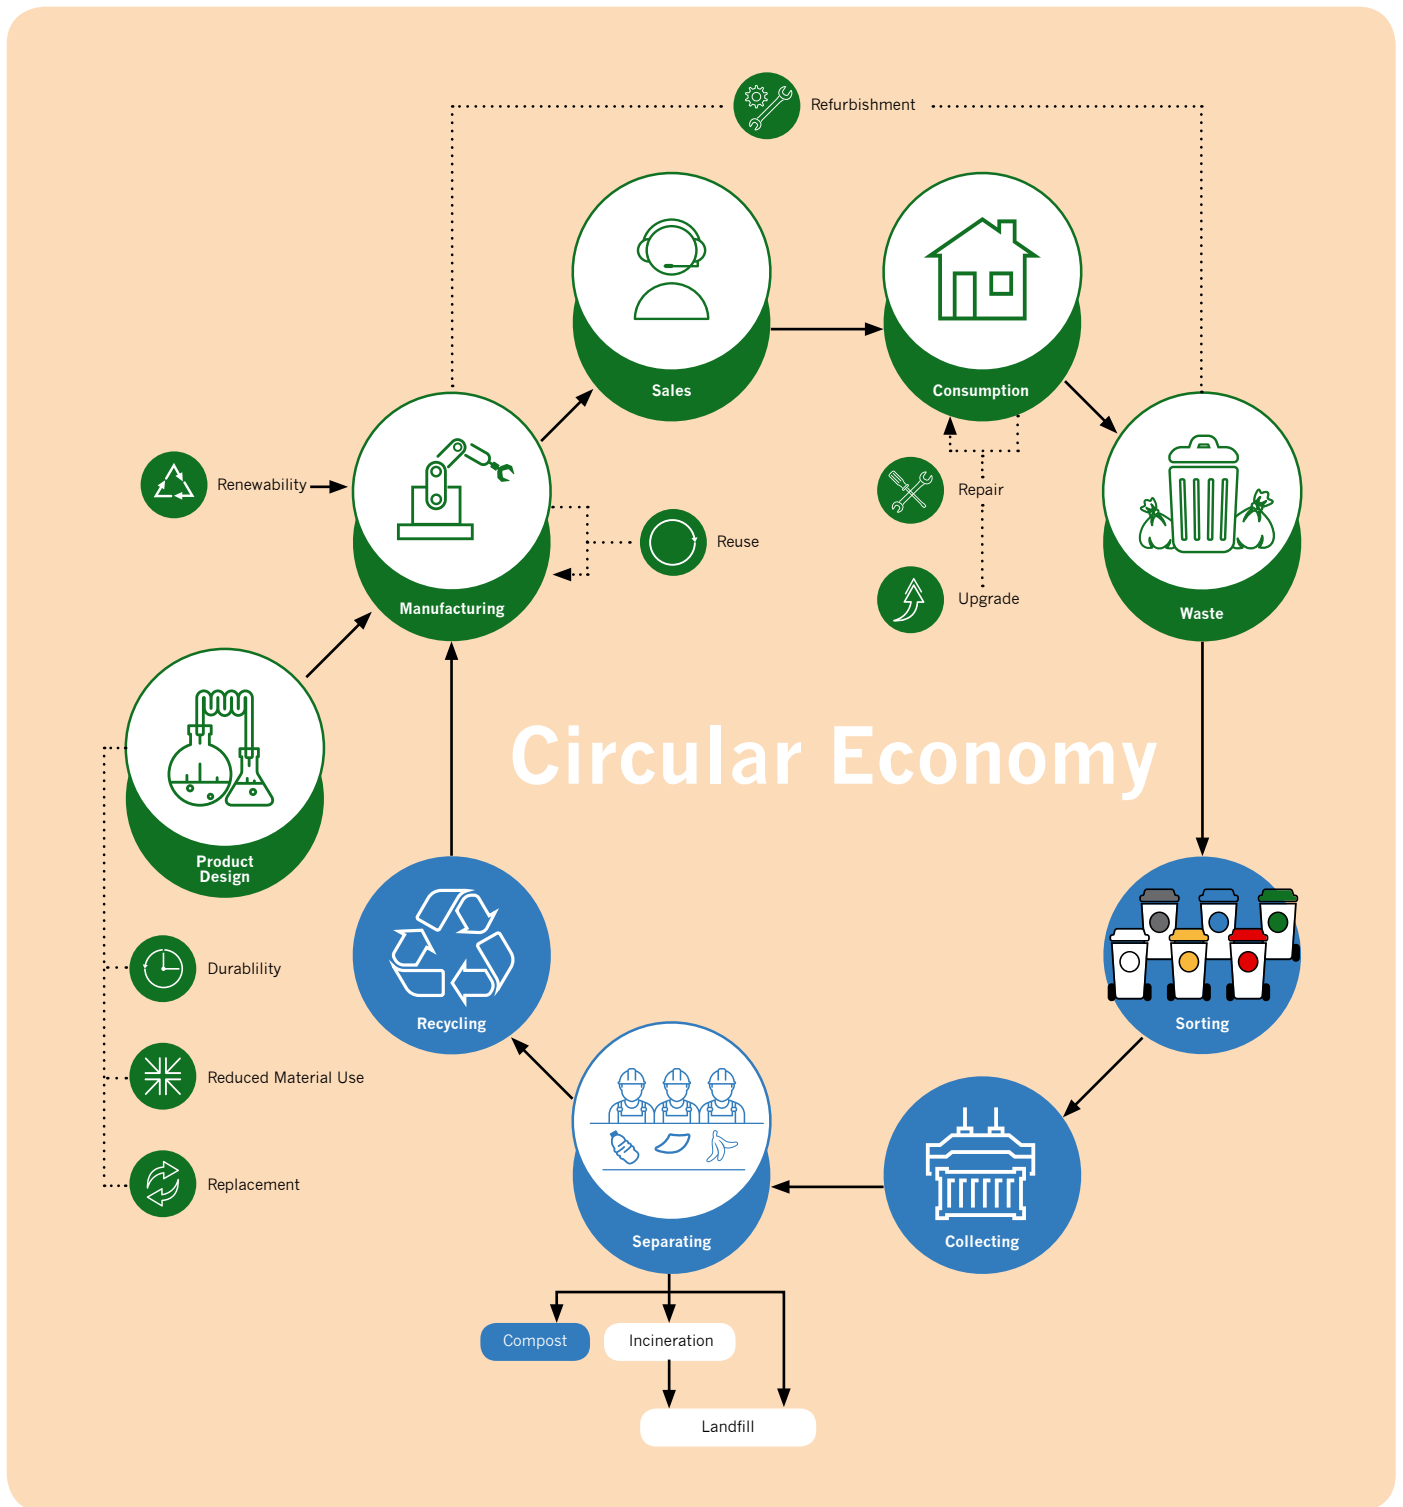 Refurbishment
Sales
Consumption
Renewability
Repair
Reuse
Upgrade
Manufacturing
Waste
Circular Economy
Product
Design
Durablility
Recycling
Sorting
Reduced Material Use
Replacement
Separating
Collecting
Compost
Incineration
Landfill